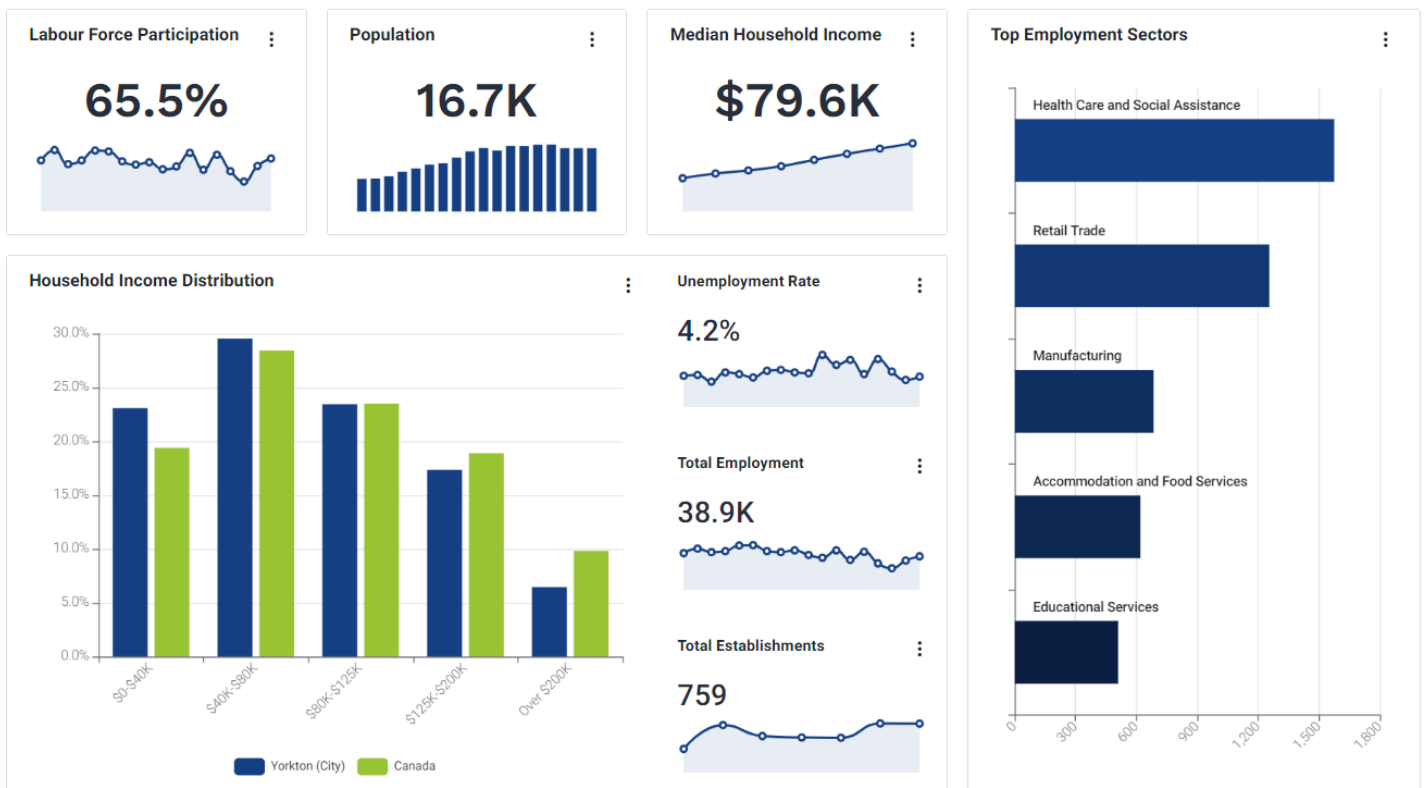 Labour Force Participation
65.5%
Population
16.7K
Median Household Income
$79.6K
Top Employment Sectors
Health Care and Social Assistance
Retail Trade
Manufacturing
Accommodation and Food Services
Educational Services
0
300
600
900
1,200
1,500
1,800
Household Income Distribution
30.0%
25.0%
20.0%
15.0%
10.0%
5.0%
0.0%
$0-$40K
$40K-$80K
$80K-$125K
$125K-$200K
Over $200K
Yorkton (City)
Canada
Unemployment Rate
4.2%
Total Employment
38.9K
Total Establishments
759